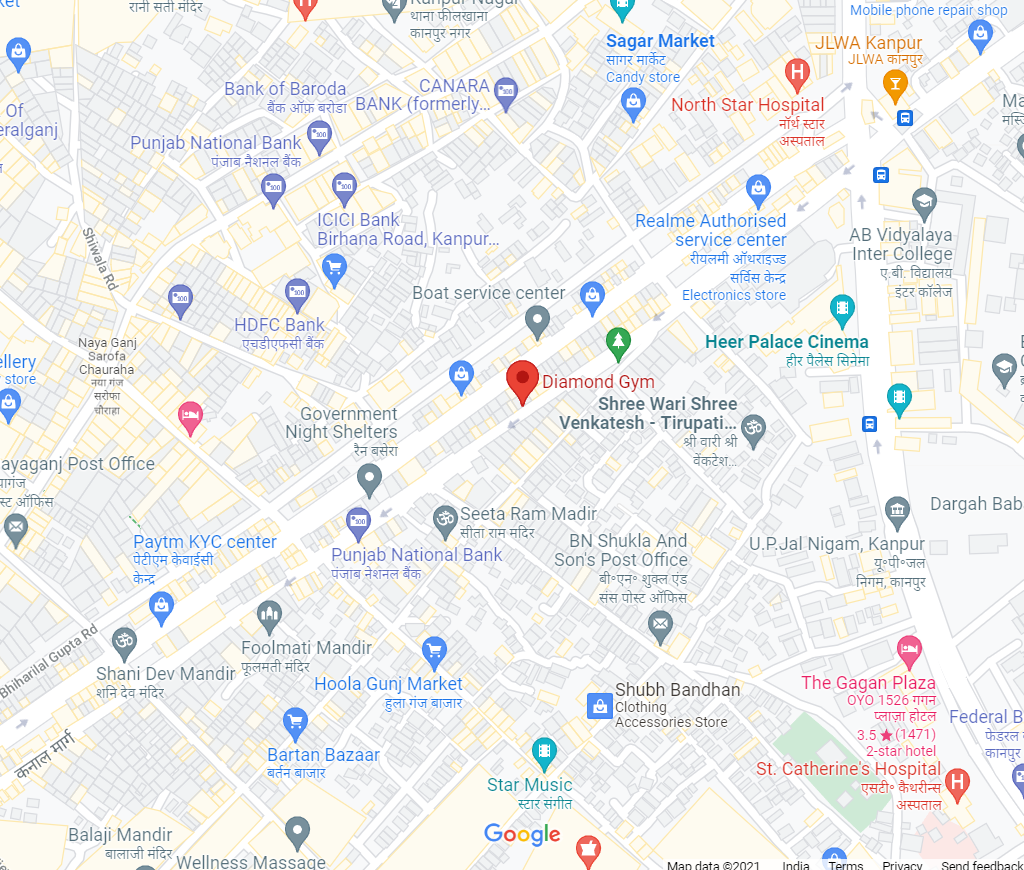 रानी सती मंदिर
थाना फीलखाना
कानपुर नगर
Mobile phone repair shop
Sagar Market
सागर मार्केट
Candy store
JLWA Kanpur
JLWA कानपुर
Bank of Baroda
बैंक ऑफ़ बरोडा
CANARA
BANK (formerly...
North Star Hospital
नॉर्थ स्टार
अस्पताल
Of
eralganj
Punjab National Bank
पंजाब नैशनल बैंक
ICICI Bank
Birhana Road, Kanpur...
Realme Authorised
service center
रीयलमी ऑथराइज्ड
सर्विस केन्द्र
Electronics store
AB Vidyalaya
Inter College
ए.बी. विद्यालय
इंटर कॉलेज
Shiwala Rd
Boat service center
HDFC Bank
एचडीएफसी बैंक
Heer Palace Cinema
हीर पैलेस सिनेमा
Naya Ganj
Sarofa
Chauraha
नया गंज
सरोफा
चौराहा
ellery
store
Diamond Gym
Government
Night Shelters
रैन बसेरा
Shree Wari Shree
Venkatesh - Tirupati...
श्री वारी श्री
वेंकटेश...
ayaganj Post Office
यागंज
स्ट ऑफिस
Seeta Ram Madir
सीता राम मदिर
Dargah Bab
Paytm KYC center
पेटीएम केवाईसी
केन्द्र
Punjab National Bank
पंजाब नेशनल बैंक
BN Shukla And
Son's Post Office
बी॰एन॰ शुक्ल एंड
संस पोस्ट ऑफिस
U.P.Jal Nigam, Kanpur
यू॰पी॰जल
निगम, कानपुर
Bhiharilal Gupta Rd
Foolmati Mandir
फूलमती मंदिर
Shani Dev Mandir
शनि देव मंदिर
Hoola Gunj Market
हुला गंज बाजार
Shubh Bandhan
Clothing
Accessories Store
The Gagan Plaza
OYO 1526 गगन
प्लाज़ा होटल
3.5 ★ (1471)
2-star hotel
Federal B
फेडरल
कानपुर
कनाल मार्ग
Bartan Bazaar
बर्तन बाजार
Star Music
स्टार संगीत
St. Catherine's Hospital
एसटी॰ कैथरीन्स
अस्पताल
Balaji Mandir
बालाजी मंदिर
Google
Wellness Massage
Map data ©2021 India Terms Privacy Send feedback